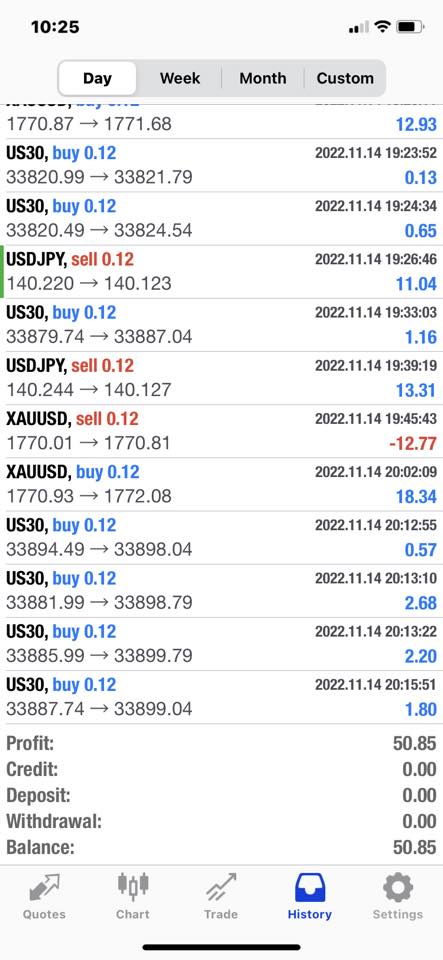 10:25
Day Week Month Custom
1770.87 → 1771.68 12.93
US30, buy 0.12 2022.11.14 19:23:52
33820.99 → 33821.79 0.13
US30, buy 0.12 2022.11.14 19:24:34
33820.49 → 33824.54 0.65
USDJPY, sell 0.12 2022.11.14 19:26:46
140.220 → 140.123 11.04
US30, buy 0.12 2022.11.14 19:33:03
33879.74 → 33887.04 1.16
USDJPY, sell 0.12 2022.11.14 19:39:19
140.244 → 140.127 13.31
XAUUSD, sell 0.12 2022.11.14 19:45:43
1770.01 → 1770.81 -12.77
XAUUSD, buy 0.12 2022.11.14 20:02:09
1770.93 → 1772.08 18.34
US30, buy 0.12 2022.11.14 20:12:55
33894.49 → 33898.04 0.57
US30, buy 0.12 2022.11.14 20:13:10
33881.99 → 33898.79 2.68
US30, buy 0.12 2022.11.14 20:13:22
33885.99 → 33899.79 2.20
US30, buy 0.12 2022.11.14 20:15:51
33887.74 → 33899.04 1.80
Profit: 50.85
Credit: 0.00
Deposit: 0.00
Withdrawal: 0.00
Balance: 50.85
Quotes Chart Trade History Settings